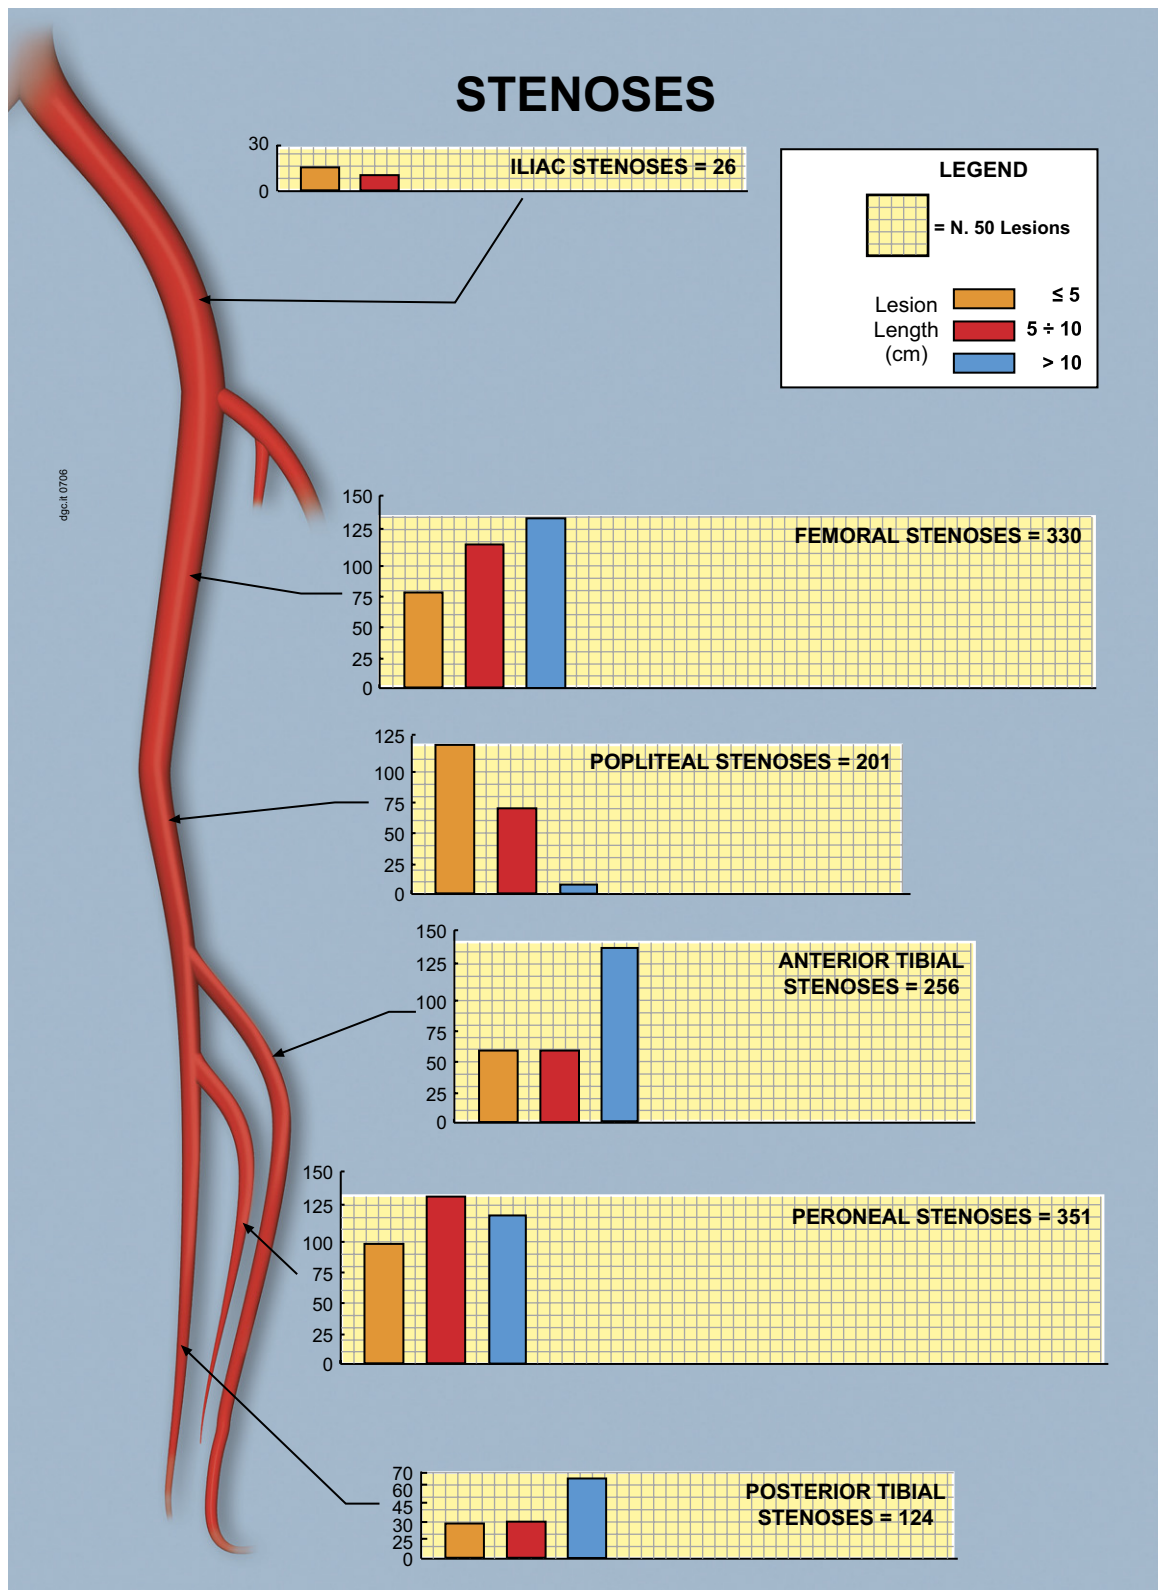 STENOSES
30
0
ILIAC STENOSES = 26
LEGEND
= N. 50 Lesions
Lesion
Length
(cm)
≤ 5
5 ÷ 10
> 10
dgc.it 0706
150
125
100
75
50
25
0
FEMORAL STENOSES = 330
125
100
75
50
25
0
POPLITEAL STENOSES = 201
150
125
100
75
50
25
0
ANTERIOR TIBIAL
STENOSES = 256
150
125
100
75
50
25
0
PERONEAL STENOSES = 351
70
60
45
30
25
0
POSTERIOR TIBIAL
STENOSES = 124